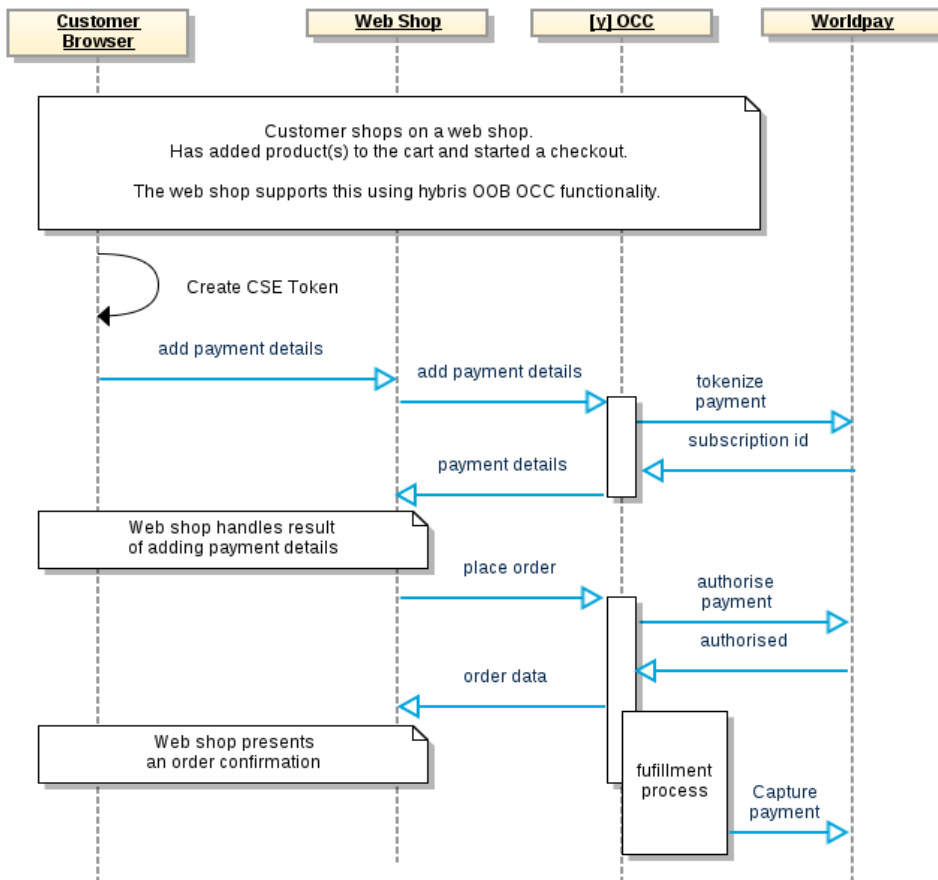 Customer
Browser
Web Shop
[y] OCC
Worldpay
Customer shops on a web shop.
Has added product(s) to the cart and started a checkout.
The web shop supports this using hybris OOB OCC functionality.
Create CSE Token
add payment details
add payment details
tokenize
payment
subscription id
payment details
Web shop handles result
of adding payment details
place order
authorise
payment
authorised
order data
Web shop presents
an order confirmation
fufillment
process
Capture
payment